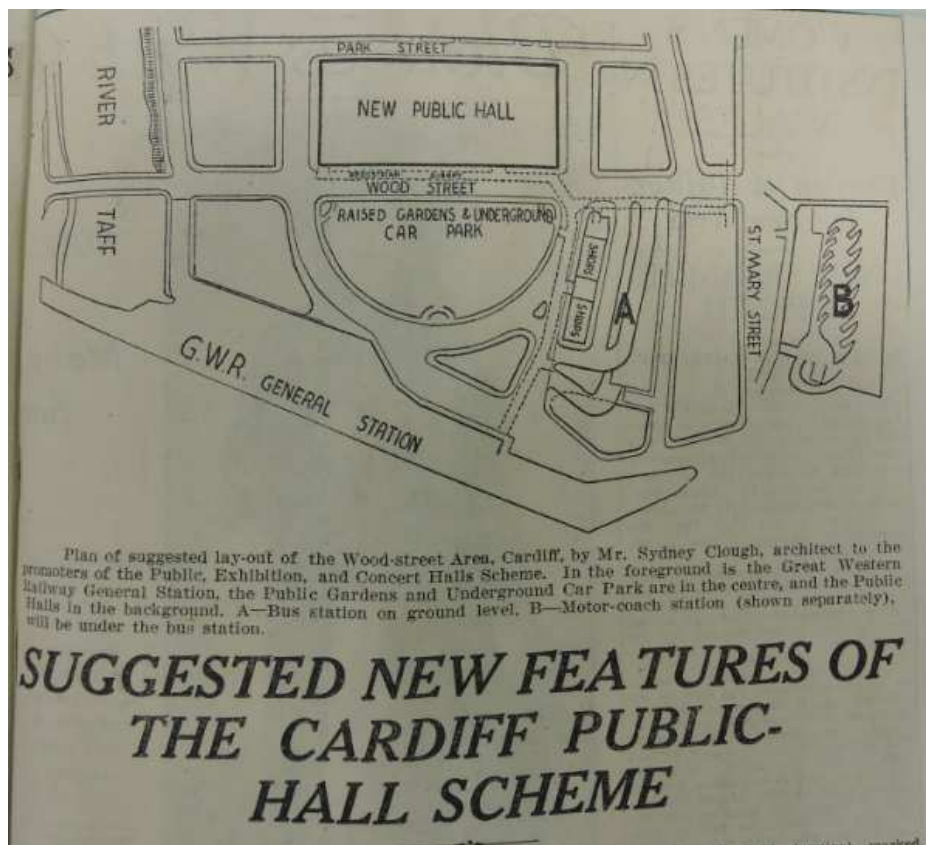 PARK STREET
RIVER
NEW PUBLIC HALL
WOOD STREET
TAFF
RAISED GARDENS & UNDERGROUND
CAR PARK
SHOPS
SHOPS
A
ST MARY STREET
B
G.W.R. GENERAL STATION
Plan of suggested lay-out of the Wood-street Area, Cardiff, by Mr. Sydney Clough, architect to the
promoters of the Public, Exhibition, and Concert Halls Scheme. In the foreground is the Great Western
Railway General Station, the Public Gardens and Underground Car Park are in the centre, and the Public
Halls in the background. A—Bus station on ground level. B—Motor-coach station (shown separately),
will be under the bus station.
SUGGESTED NEW FEATURES OF
THE CARDIFF PUBLIC-
HALL SCHEME